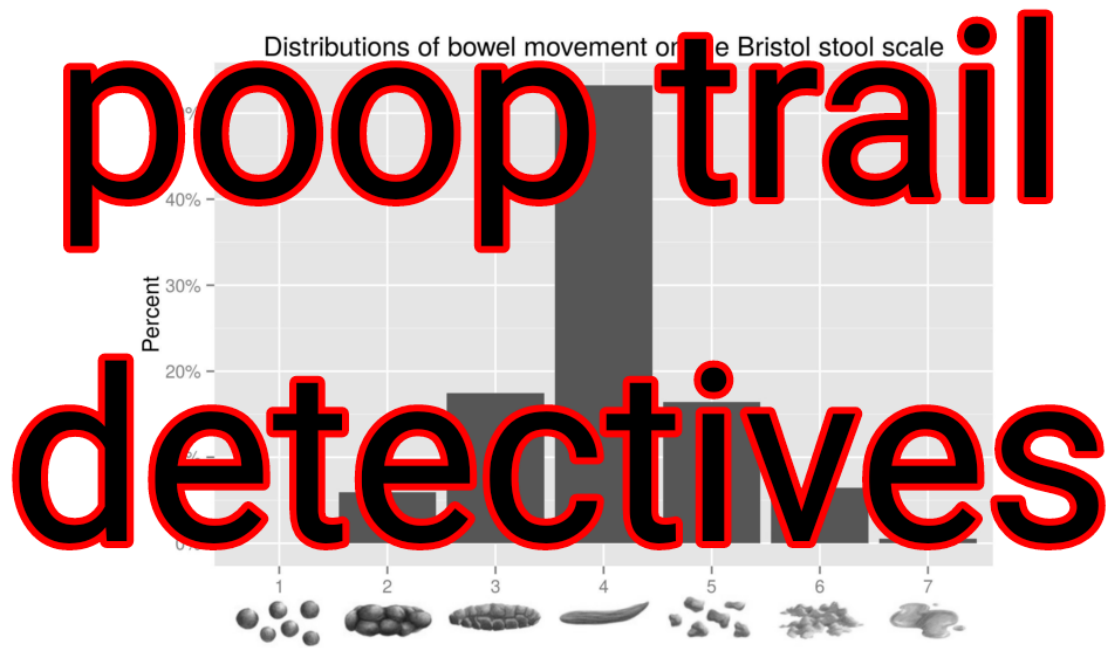 Distributions of bowel movement on the Bristol stool scale
poop trail
40%
30%
Percent
20%
detectives
0%
1 2 3 4 5 6 7